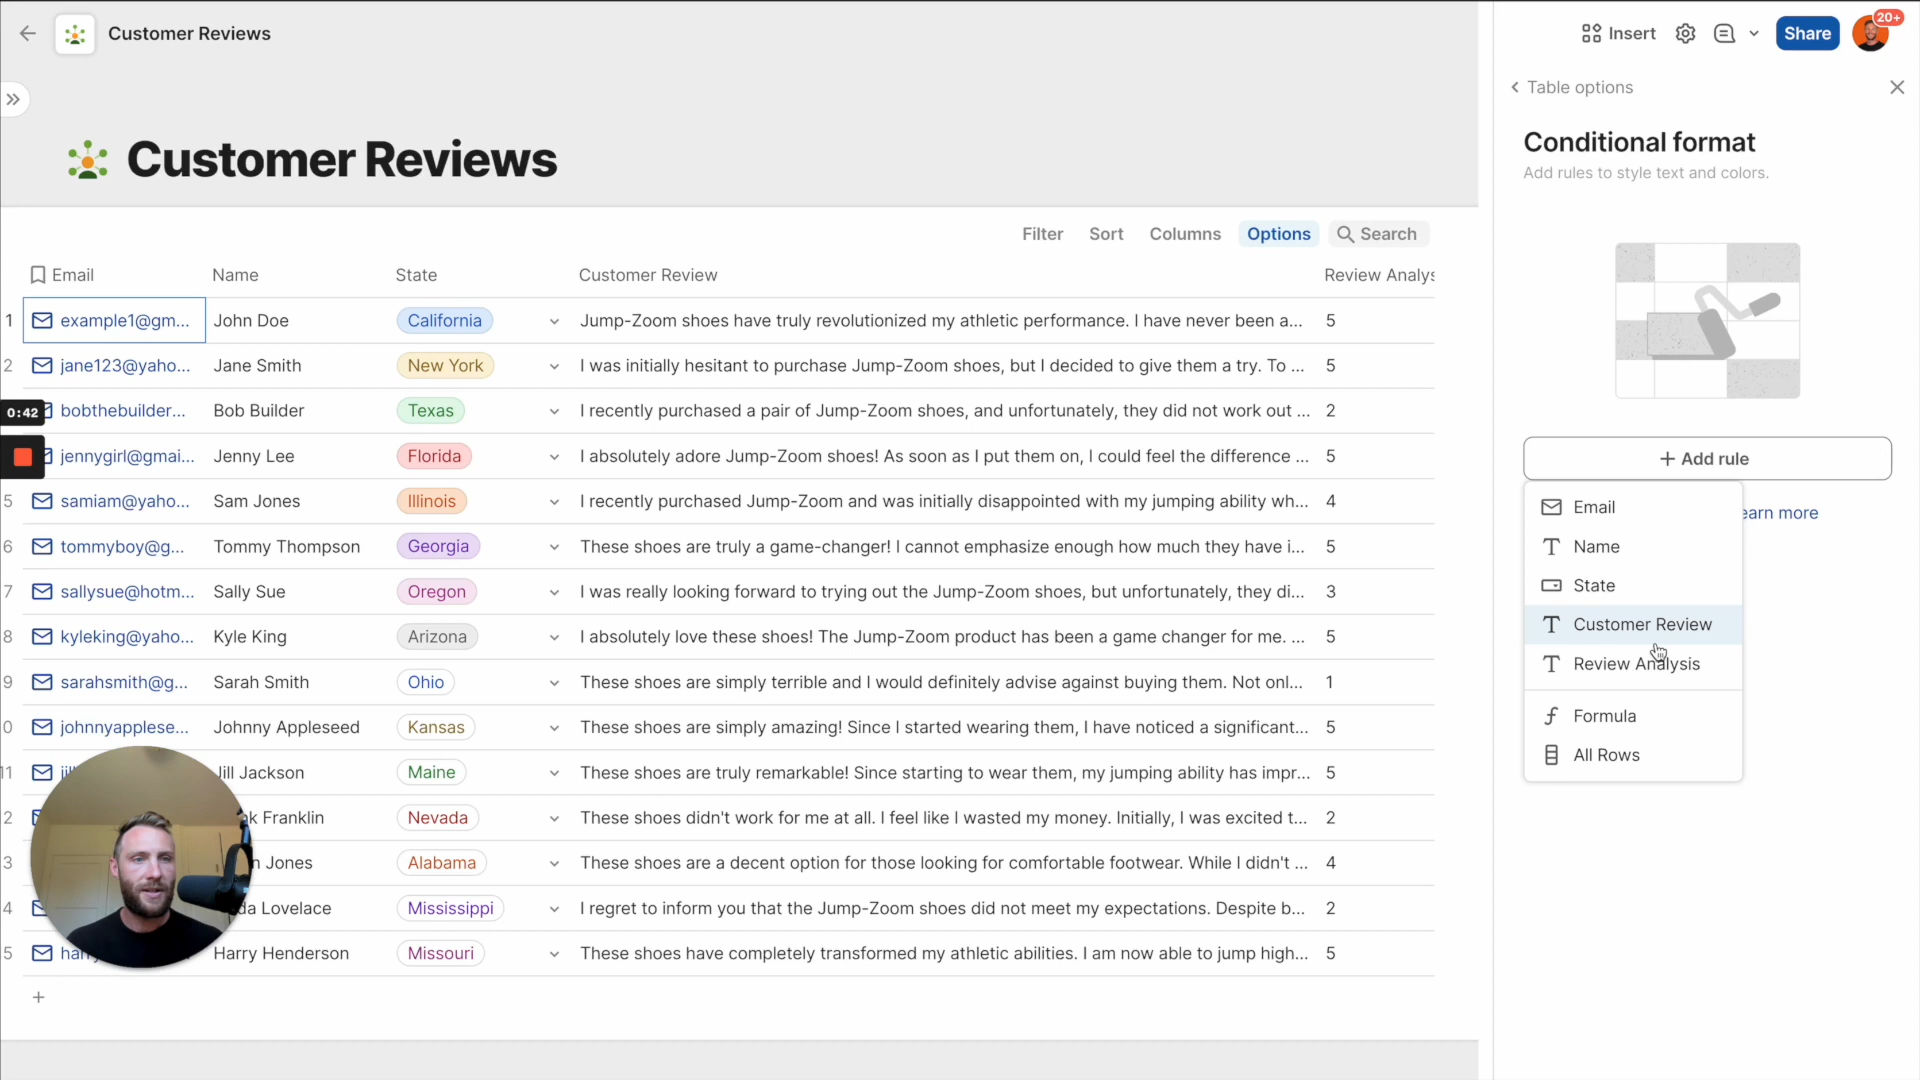 Customer Reviews
Insert
Share
20+
Table options
Customer Reviews
Conditional format
Add rules to style text and colors.
Filter Sort Columns Options Search
Email Name State Customer Review Review Analys
1 example1@gm... John Doe California Jump-Zoom shoes have truly revolutionized my athletic performance. I have never been a... 5
2 jane123@yaho... Jane Smith New York I was initially hesitant to purchase Jump-Zoom shoes, but I decided to give them a try. To ... 5
0:42 bobthebuilder... Bob Builder Texas I recently purchased a pair of Jump-Zoom shoes, and unfortunately, they did not work out ... 2
jennygirl@gmai... Jenny Lee Florida I absolutely adore Jump-Zoom shoes! As soon as I put them on, I could feel the difference ... 5
5 samiam@yaho... Sam Jones Illinois I recently purchased Jump-Zoom and was initially disappointed with my jumping ability wh... 4
6 tommyboy@g... Tommy Thompson Georgia These shoes are truly a game-changer! I cannot emphasize enough how much they have i... 5
7 sallysue@hotm... Sally Sue Oregon I was really looking forward to trying out the Jump-Zoom shoes, but unfortunately, they di... 3
8 kyleking@yaho... Kyle King Arizona I absolutely love these shoes! The Jump-Zoom product has been a game changer for me. ... 5
9 sarahsmith@g... Sarah Smith Ohio These shoes are simply terrible and I would definitely advise against buying them. Not onl... 1
0 johnnyapplese... Johnny Appleseed Kansas These shoes are simply amazing! Since I started wearing them, I have noticed a significant... 5
11 Jill Jackson Maine These shoes are truly remarkable! Since starting to wear them, my jumping ability has impr... 5
2 Franklin Nevada These shoes didn't work for me at all. I feel like I wasted my money. Initially, I was excited t... 2
3 Jones Alabama These shoes are a decent option for those looking for comfortable footwear. While I didn't ... 4
4 Lovelace Mississippi I regret to inform you that the Jump-Zoom shoes did not meet my expectations. Despite b... 2
5 Harry Henderson Missouri These shoes have completely transformed my athletic abilities. I am now able to jump high... 5
+
+ Add rule
earn more
Email
Name
State
Customer Review
Review Analysis
Formula
All Rows